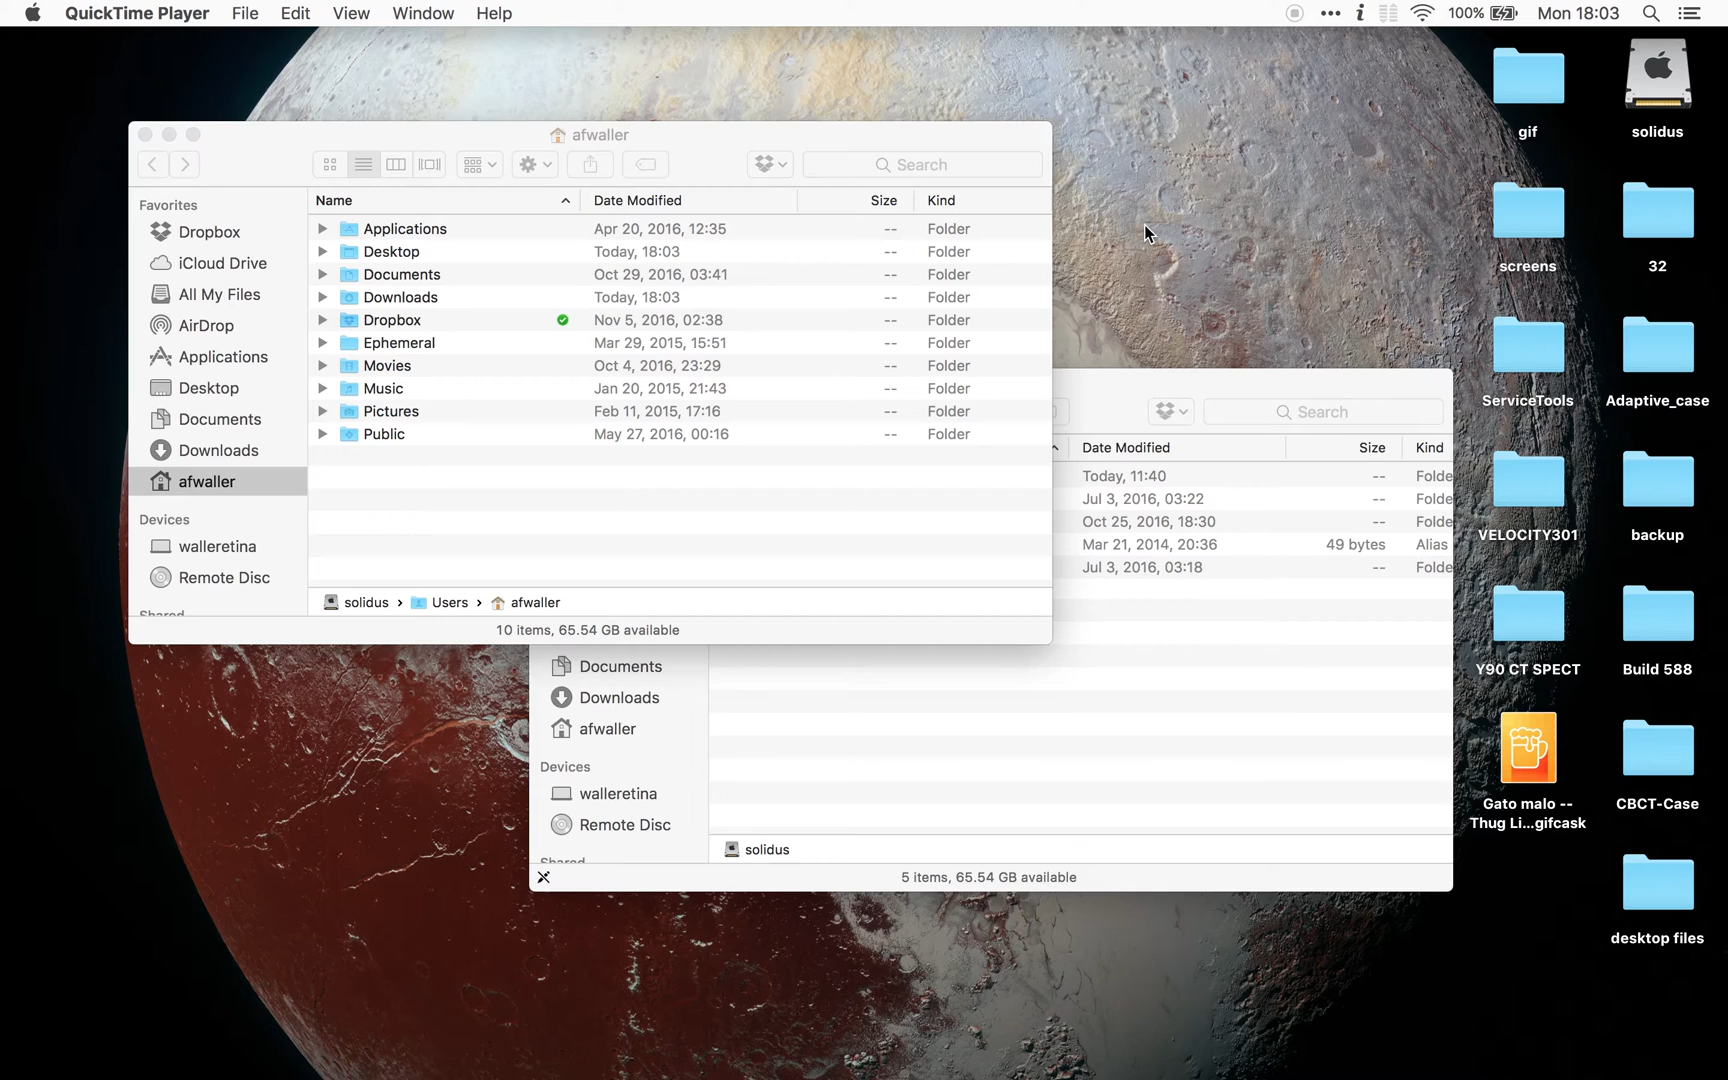 QuickTime Player File Edit View Window Help 100% Mon 18:03
afwaller
Search
Favorites
Dropbox
iCloud Drive
All My Files
AirDrop
Applications
Desktop
Documents
Downloads
afwaller
Devices
walleretina
Remote Disc
Name Date Modified Size Kind
Applications Apr 20, 2016, 12:35 -- Folder
Desktop Today, 18:03 -- Folder
Documents Oct 29, 2016, 03:41 -- Folder
Downloads Today, 18:03 -- Folder
Dropbox Nov 5, 2016, 02:38 -- Folder
Ephemeral Mar 29, 2015, 15:51 -- Folder
Movies Oct 4, 2016, 23:29 -- Folder
Music Jan 20, 2015, 21:43 -- Folder
Pictures Feb 11, 2015, 17:16 -- Folder
Public May 27, 2016, 00:16 -- Folder
solidus › Users › afwaller
10 items, 65.54 GB available
Search
Date Modified Size Kind
Today, 11:40 -- Folde
Jul 3, 2016, 03:22 -- Folde
Oct 25, 2016, 18:30 -- Folde
Mar 21, 2014, 20:36 49 bytes Alias
Jul 3, 2016, 03:18 -- Folde
Documents
Downloads
afwaller
Devices
walleretina
Remote Disc
solidus
5 items, 65.54 GB available
gif
solidus
screens
32
ServiceTools
Adaptive_case
VELOCITY301
backup
Y90 CT SPECT
Build 588
Gato malo --
Thug Li...gifcask
CBCT-Case
desktop files